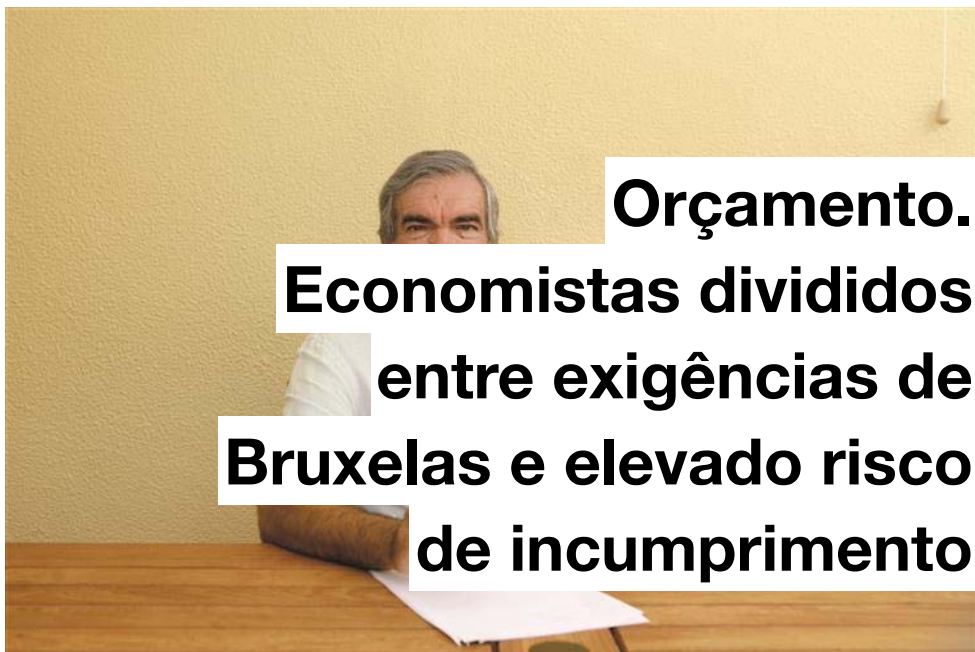 Orçamento.
Economistas divididos
entre exigências de
Bruxelas e elevado risco
de incumprimento